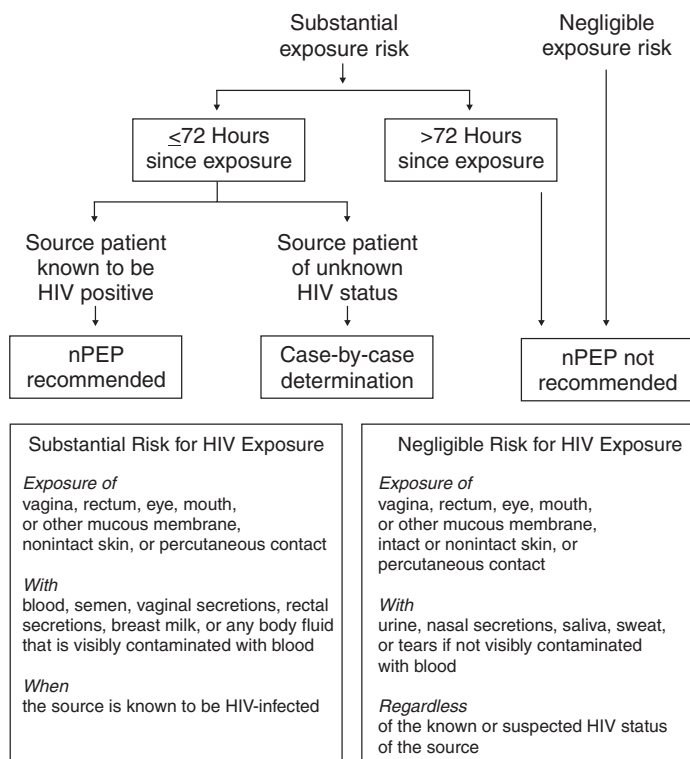 Substantial
exposure risk
Negligible
exposure risk
≤72 Hours
since exposure
>72 Hours
since exposure
Source patient
known to be
HIV positive
Source patient
of unknown
HIV status
nPEP
recommended
Case-by-case
determination
nPEP not
recommended
Substantial Risk for HIV Exposure
Exposure of
vagina, rectum, eye, mouth,
or other mucous membrane,
nonintact skin, or percutaneous contact
With
blood, semen, vaginal secretions, rectal
secretions, breast milk, or any body fluid
that is visibly contaminated with blood
When
the source is known to be HIV-infected
Negligible Risk for HIV Exposure
Exposure of
vagina, rectum, eye, mouth,
or other mucous membrane,
intact or nonintact skin, or
percutaneous contact
With
urine, nasal secretions, saliva, sweat,
or tears if not visibly contaminated
with blood
Regardless
of the known or suspected HIV status
of the source